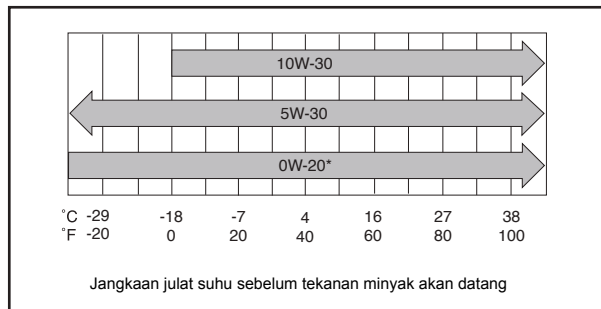 10W-30
5W-30
0W-20*
°C -29 -18 -7 4 16 27 38
°F -20 0 20 40 60 80 100
Jangkaan julat suhu sebelum tekanan minyak akan datang